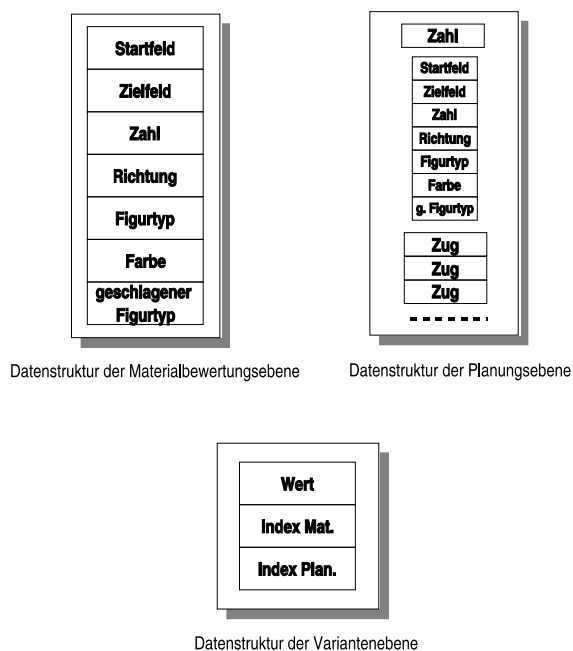 Startfeld
Zielfeld
Zahl
Richtung
Figurtyp
Farbe
geschlagener
Figurtyp
Datenstruktur der Materialbewertungsebene
Zahl
Startfeld
Zielfeld
Zahl
Richtung
Figurtyp
Farbe
g. Figurtyp
Zug
Zug
Zug
Datenstruktur der Planungsebene
Wert
Index Mat.
Index Plan.
Datenstruktur der Variantenebene